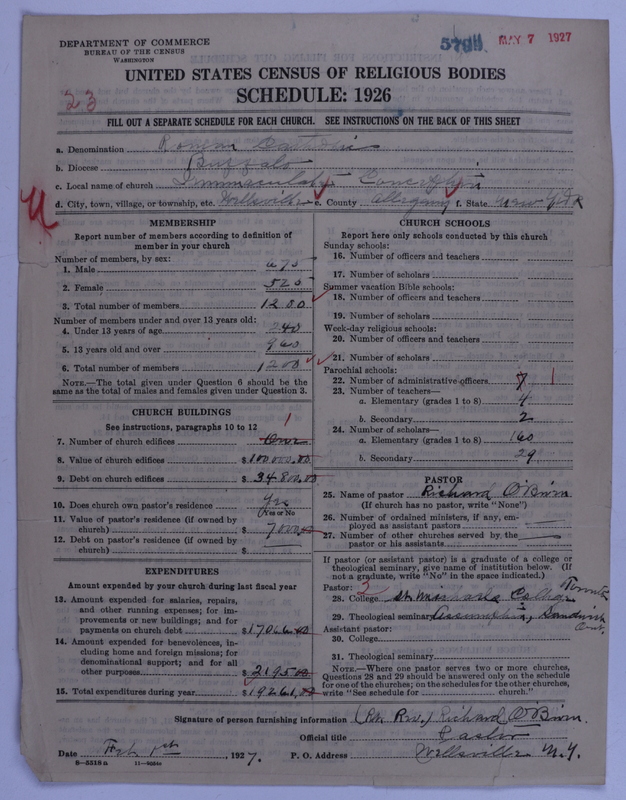 DEPARTMENT OF COMMERCE
BUREAU OF THE CENSUS
WASHINGTON
MAY 7 1927
UNITED STATES CENSUS OF RELIGIOUS BODIES
SCHEDULE: 1926
23
FILL OUT A SEPARATE SCHEDULE FOR EACH CHURCH. SEE INSTRUCTIONS ON THE BACK OF THIS SHEET
a. Denomination Roman Catholic
b. Diocese Buffalo
c. Local name of church Immaculate Conception
d. City, town, village, or township, etc. Wellsville e. County Allegany f. State New York
MEMBERSHIP
Report number of members according to definition of
member in your church
Number of members, by sex:
1. Male 675
2. Female 525
3. Total number of members 1200
Number of members under and over 13 years old:
4. Under 13 years of age 240
5. 13 years old and over 960
6. Total number of members 1200
NOTE.—The total given under Question 6 should be the
same as the total of males and females given under Question 3.
CHURCH BUILDINGS
See instructions, paragraphs 10 to 12
1
7. Number of church edifices One
8. Value of church edifices $100,000.00
9. Debt on church edifices $34800.00
10. Does church own pastor's residence Yes
(Yes or No)
11. Value of pastor's residence (if owned by
church) $7000
12. Debt on pastor's residence (if owned by
church) $
EXPENDITURES
Amount expended by your church during last fiscal year
13. Amount expended for salaries, repairs,
and other running expenses; for im-
provements or new buildings; and for
payments on church debt $17066.00
14. Amount expended for benevolences, in-
cluding home and foreign missions; for
denominational support; and for all
other purposes $2195.00
15. Total expenditures during year $19261.00
CHURCH SCHOOLS
Report here only schools conducted by this church
Sunday schools:
16. Number of officers and teachers
17. Number of scholars
Summer vacation Bible schools:
18. Number of officers and teachers
19. Number of scholars
Week-day religious schools:
20. Number of officers and teachers
21. Number of scholars
Parochial schools:
22. Number of administrative officers 1
23. Number of teachers—
a. Elementary (grades 1 to 8) 4
b. Secondary 2
24. Number of scholars—
a. Elementary (grades 1 to 8) 160
b. Secondary 29
PASTOR
25. Name of pastor Richard O'Brien
(If church has no pastor, write "None")
26. Number of ordained ministers, if any, em-
ployed as assistant pastors —
27. Number of other churches served by the
pastor or his assistants —
If pastor (or assistant pastor) is a graduate of a college or
theological seminary, give name of institution below. (If
not a graduate, write "No" in the space indicated.)
Pastor: 2
28. College College Toronto
29. Theological seminary Assumption, Sandwich
Ont.
Assistant pastor:
30. College
31. Theological seminary
NOTE.—Where one pastor serves two or more churches,
Questions 28 and 29 should be answered only on the schedule
for one of the churches; on the schedules for the other churches,
write "See schedule for church."
Signature of person furnishing information (Rt. Rev.) Richard O'Brien
Official title Pastor
Date Feb 1st, 1927. P. O. Address Wellsville N.Y.
8—5518a 11—4034a